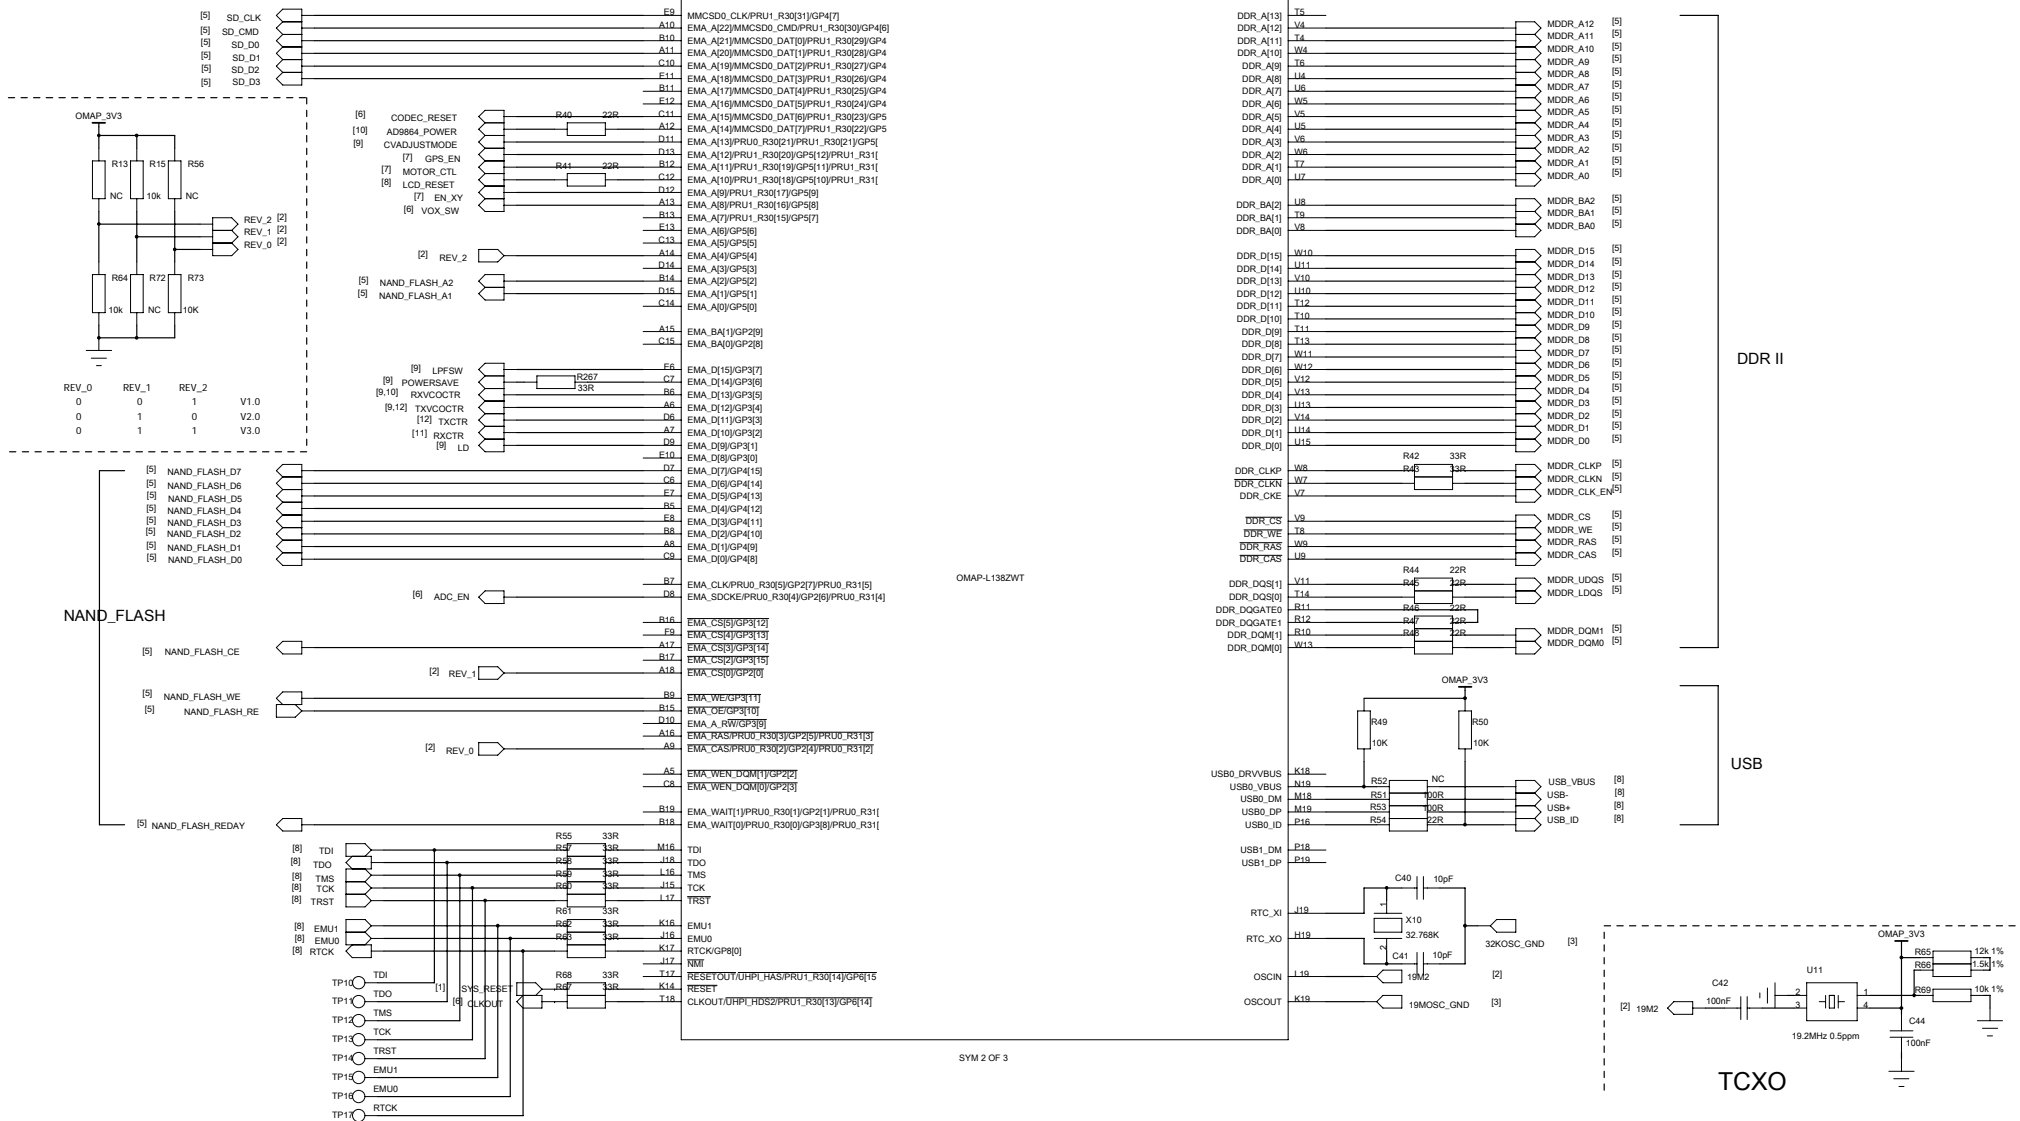 [5] SD_CLK E9 MMCSD0_CLK/PRU1_R30[31]/GP4[7]
[5] SD_CMD A10 EMA_A[22]/MMCSD0_CMD/PRU1_R30[30]/GP4[6]
[5] SD_D0 B10 EMA_A[21]/MMCSD0_DAT[0]/PRU1_R30[29]/GP4
[5] SD_D1 A11 EMA_A[20]/MMCSD0_DAT[1]/PRU1_R30[28]/GP4
[5] SD_D2 C10 EMA_A[19]/MMCSD0_DAT[2]/PRU1_R30[27]/GP4
[5] SD_D3 E11 EMA_A[18]/MMCSD0_DAT[3]/PRU1_R30[26]/GP4
B11 EMA_A[17]/MMCSD0_DAT[4]/PRU1_R30[25]/GP4
E12 EMA_A[16]/MMCSD0_DAT[5]/PRU1_R30[24]/GP4
[6] CODEC_RESET C11 EMA_A[15]/MMCSD0_DAT[6]/PRU1_R30[23]/GP5
[10] AD9864_POWER R40 22R A12 EMA_A[14]/MMCSD0_DAT[7]/PRU1_R30[22]/GP5
[9] CVADJUSTMODE D11 EMA_A[13]/PRU0_R30[21]/PRU1_R30[21]/GP5[
[7] GPS_EN D13 EMA_A[12]/PRU1_R30[20]/GP5[12]/PRU1_R31[
[7] MOTOR_CTL B12 EMA_A[11]/PRU1_R30[19]/GP5[11]/PRU1_R31[
[8] LCD_RESET R41 22R C12 EMA_A[10]/PRU1_R30[18]/GP5[10]/PRU1_R31[
[7] EN_XY D12 EMA_A[9]/PRU1_R30[17]/GP5[9]
[6] VOX_SW A13 EMA_A[8]/PRU1_R30[16]/GP5[8]
B13 EMA_A[7]/PRU1_R30[15]/GP5[7]
E13 EMA_A[6]/GP5[6]
C13 EMA_A[5]/GP5[5]
[2] REV_2 A14 EMA_A[4]/GP5[4]
D14 EMA_A[3]/GP5[3]
[5] NAND_FLASH_A2 B14 EMA_A[2]/GP5[2]
[5] NAND_FLASH_A1 D15 EMA_A[1]/GP5[1]
C14 EMA_A[0]/GP5[0]
A15 EMA_BA[1]/GP2[9]
C15 EMA_BA[0]/GP2[8]
[9] LPFSW E6 EMA_D[15]/GP3[7]
[9] POWERSAVE R267 33R C7 EMA_D[14]/GP3[6]
[9,10] RXVCOCTR B6 EMA_D[13]/GP3[5]
[9,12] TXVCOCTR A6 EMA_D[12]/GP3[4]
[12] TXCTR D6 EMA_D[11]/GP3[3]
[11] RXCTR A7 EMA_D[10]/GP3[2]
[9] LD D9 EMA_D[9]/GP3[1]
E10 EMA_D[8]/GP3[0]
[5] NAND_FLASH_D7 D7 EMA_D[7]/GP4[15]
[5] NAND_FLASH_D6 C6 EMA_D[6]/GP4[14]
[5] NAND_FLASH_D5 E7 EMA_D[5]/GP4[13]
[5] NAND_FLASH_D4 B5 EMA_D[4]/GP4[12]
[5] NAND_FLASH_D3 E8 EMA_D[3]/GP4[11]
[5] NAND_FLASH_D2 B8 EMA_D[2]/GP4[10]
[5] NAND_FLASH_D1 A8 EMA_D[1]/GP4[9]
[5] NAND_FLASH_D0 C9 EMA_D[0]/GP4[8]
B7 EMA_CLK/PRU0_R30[5]/GP2[7]/PRU0_R31[5]
[6] ADC_EN D8 EMA_SDCKE/PRU0_R30[4]/GP2[6]/PRU0_R31[4]
NAND_FLASH
B16 EMA_CS[5]/GP3[12]
F9 EMA_CS[4]/GP3[13]
[5] NAND_FLASH_CE A17 EMA_CS[3]/GP3[14]
B17 EMA_CS[2]/GP3[15]
[2] REV_1 A18 EMA_CS[0]/GP2[0]
[5] NAND_FLASH_WE B9 EMA_WE/GP3[11]
[5] NAND_FLASH_RE B15 EMA_OE/GP3[10]
D10 EMA_A_RW/GP3[9]
A16 EMA_RAS/PRU0_R30[3]/GP2[5]/PRU0_R31[3]
[2] REV_0 A9 EMA_CAS/PRU0_R30[2]/GP2[4]/PRU0_R31[2]
A5 EMA_WEN_DQM[1]/GP2[2]
C8 EMA_WEN_DQM[0]/GP2[3]
B19 EMA_WAIT[1]/PRU0_R30[1]/GP2[1]/PRU0_R31[
[5] NAND_FLASH_REDAY B18 EMA_WAIT[0]/PRU0_R30[0]/GP3[8]/PRU0_R31[
[8] TDI R55 33R M16 TDI
[8] TDO R57 33R J18 TDO
[8] TMS R58 33R L16 TMS
[8] TCK R59 33R J15 TCK
[8] TRST R60 33R L17 TRST
[8] EMU1 R61 33R K16 EMU1
[8] EMU0 R62 33R J16 EMU0
[8] RTCK R63 33R K17 RTCK/GP8[0]
J17 NMI
T17 RESETOUT/UHPI_HAS/PRU1_R30[14]/GP6[15
[1] SYS_RESET R68 33R K14 RESET
[6] CLKOUT R67 33R T18 CLKOUT/UHPI_HDS2/PRU1_R30[13]/GP6[14]
TP10 TDI
TP11 TDO
TP12 TMS
TP13 TCK
TP14 TRST
TP15 EMU1
TP16 EMU0
TP17 RTCK
OMAP_3V3
R13 R15 R56
NC 10k NC
REV_2 [2]
REV_1 [2]
REV_0 [2]
R64 R72 R73
10k NC 10K
REV_0 REV_1 REV_2
0 0 1 V1.0
0 1 0 V2.0
0 1 1 V3.0
OMAP-L138ZWT
SYM 2 OF 3
DDR_A[13] T5
DDR_A[12] V4 MDDR_A12 [5]
DDR_A[11] T4 MDDR_A11 [5]
DDR_A[10] W4 MDDR_A10 [5]
DDR_A[9] T6 MDDR_A9 [5]
DDR_A[8] U4 MDDR_A8 [5]
DDR_A[7] U6 MDDR_A7 [5]
DDR_A[6] W5 MDDR_A6 [5]
DDR_A[5] V5 MDDR_A5 [5]
DDR_A[4] U5 MDDR_A4 [5]
DDR_A[3] V6 MDDR_A3 [5]
DDR_A[2] W6 MDDR_A2 [5]
DDR_A[1] T7 MDDR_A1 [5]
DDR_A[0] U7 MDDR_A0 [5]
DDR_BA[2] U8 MDDR_BA2 [5]
DDR_BA[1] T9 MDDR_BA1 [5]
DDR_BA[0] V8 MDDR_BA0 [5]
DDR_D[15] W10 MDDR_D15 [5]
DDR_D[14] U11 MDDR_D14 [5]
DDR_D[13] V10 MDDR_D13 [5]
DDR_D[12] U10 MDDR_D12 [5]
DDR_D[11] T12 MDDR_D11 [5]
DDR_D[10] T10 MDDR_D10 [5]
DDR_D[9] T11 MDDR_D9 [5]
DDR_D[8] T13 MDDR_D8 [5]
DDR_D[7] W11 MDDR_D7 [5]
DDR_D[6] W12 MDDR_D6 [5]
DDR_D[5] V12 MDDR_D5 [5]
DDR_D[4] V13 MDDR_D4 [5]
DDR_D[3] U13 MDDR_D3 [5]
DDR_D[2] V14 MDDR_D2 [5]
DDR_D[1] U14 MDDR_D1 [5]
DDR_D[0] U15 MDDR_D0 [5]
DDR II
DDR_CLKP W8 R42 33R MDDR_CLKP [5]
DDR_CLKN W7 R43 33R MDDR_CLKN [5]
DDR_CKE V7 MDDR_CLK_EN [5]
DDR_CS V9 MDDR_CS [5]
DDR_WE T8 MDDR_WE [5]
DDR_RAS W9 MDDR_RAS [5]
DDR_CAS U9 MDDR_CAS [5]
DDR_DQS[1] V11 R44 22R MDDR_UDQS [5]
DDR_DQS[0] T14 R45 22R MDDR_LDQS [5]
DDR_DQGATE0 R11
DDR_DQGATE1 R12 R46 22R
DDR_DQM[1] R10 R47 22R MDDR_DQM1 [5]
DDR_DQM[0] W13 R48 22R MDDR_DQM0 [5]
OMAP_3V3
R49 R50
10K 10K
USB
USB0_DRVVBUS K18
USB0_VBUS N19 R52 NC USB_VBUS [8]
USB0_DM M18 R51 100R USB- [8]
USB0_DP M19 R53 100R USB+ [8]
USB0_ID P16 R54 22R USB_ID [8]
USB1_DM P18
USB1_DP P19
C40 10pF
RTC_XI J19 1 X10
32.768K
RTC_XO H19 2 32KOSC_GND [3]
C41 10pF
OSCIN L19 19M2 [2]
OSCOUT K19 19MOSC_GND [3]
OMAP_3V3
R65 12k 1%
R66 1.5k 1%
U11
C42 2 1 R69 10k 1%
[2] 19M2 100nF 3 4
C44
19.2MHz 0.5ppm 100nF
TCXO